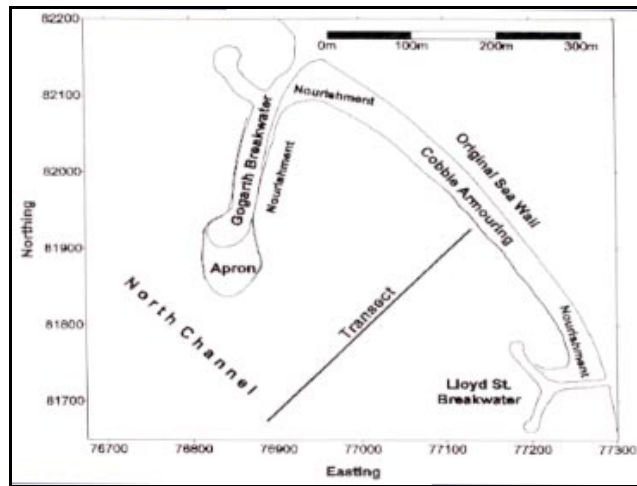 82200
82100
82000
81900
81800
81700
Northing
0m 100m 200m 300m
Nourishment
Original Sea Wall
Cobble Armouring
Gogarth Breakwater
Nourishment
Apron
North Channel
Transect
Nourishment
Lloyd St.
Breakwater
76700 76800 76900 77000 77100 77200 77300
Easting